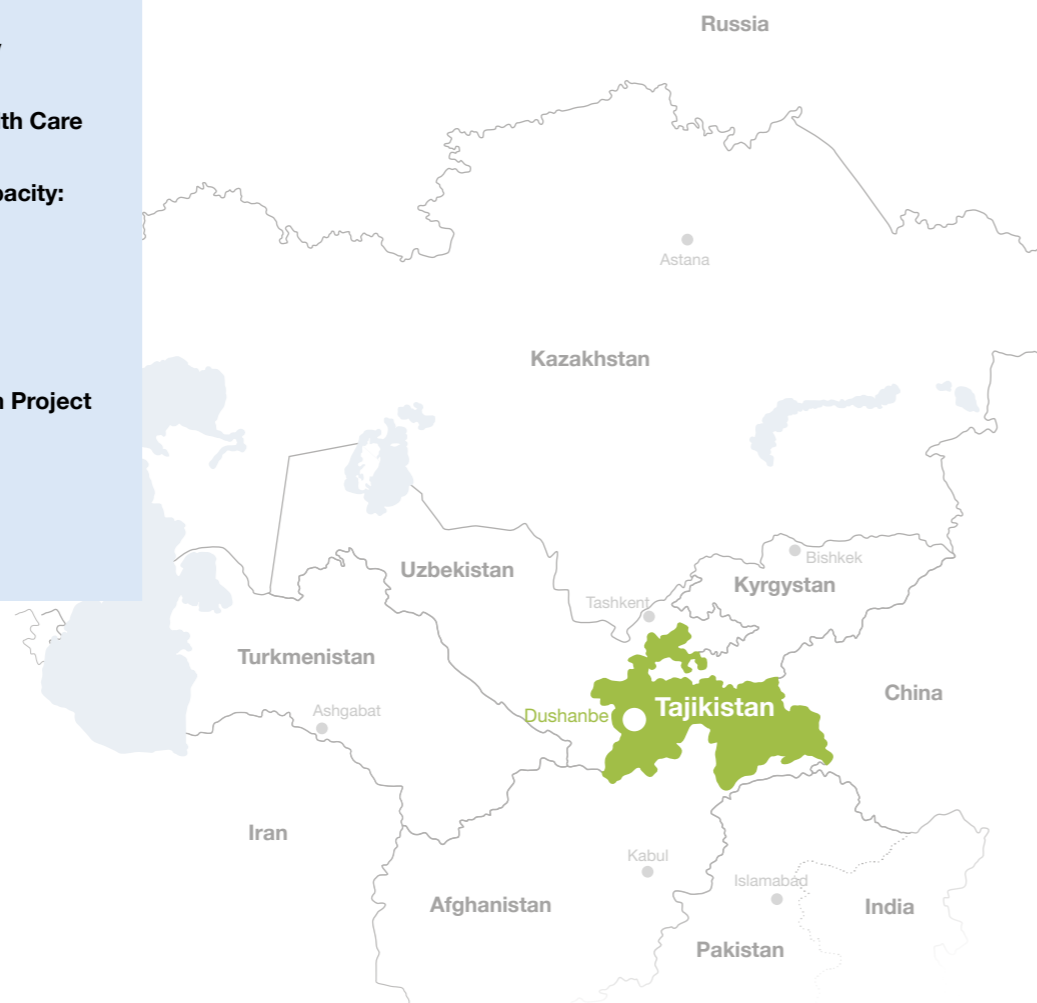 th Care
pacity:
n Project
Russia
Astana
Kazakhstan
Bishkek
Uzbekistan
Kyrgystan
Tashkent
Turkmenistan
China
Tajikistan
Ashgabat
Dushanbe
Iran
Kabul
Islamabad
Afghanistan
India
Pakistan